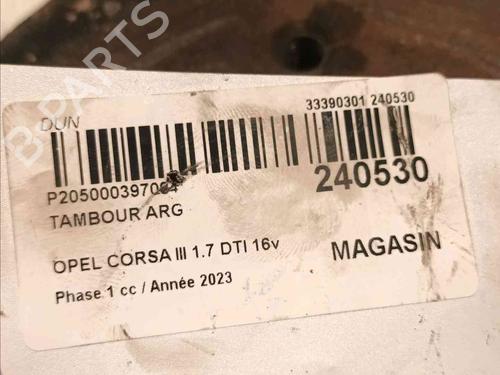 B-PARTS
DUN
33390301 240530
240530
TAMBOUR ARG
OPEL CORSA III 1.7 DTI 16v
MAGASIN
Phase 1 cc / Année 2023